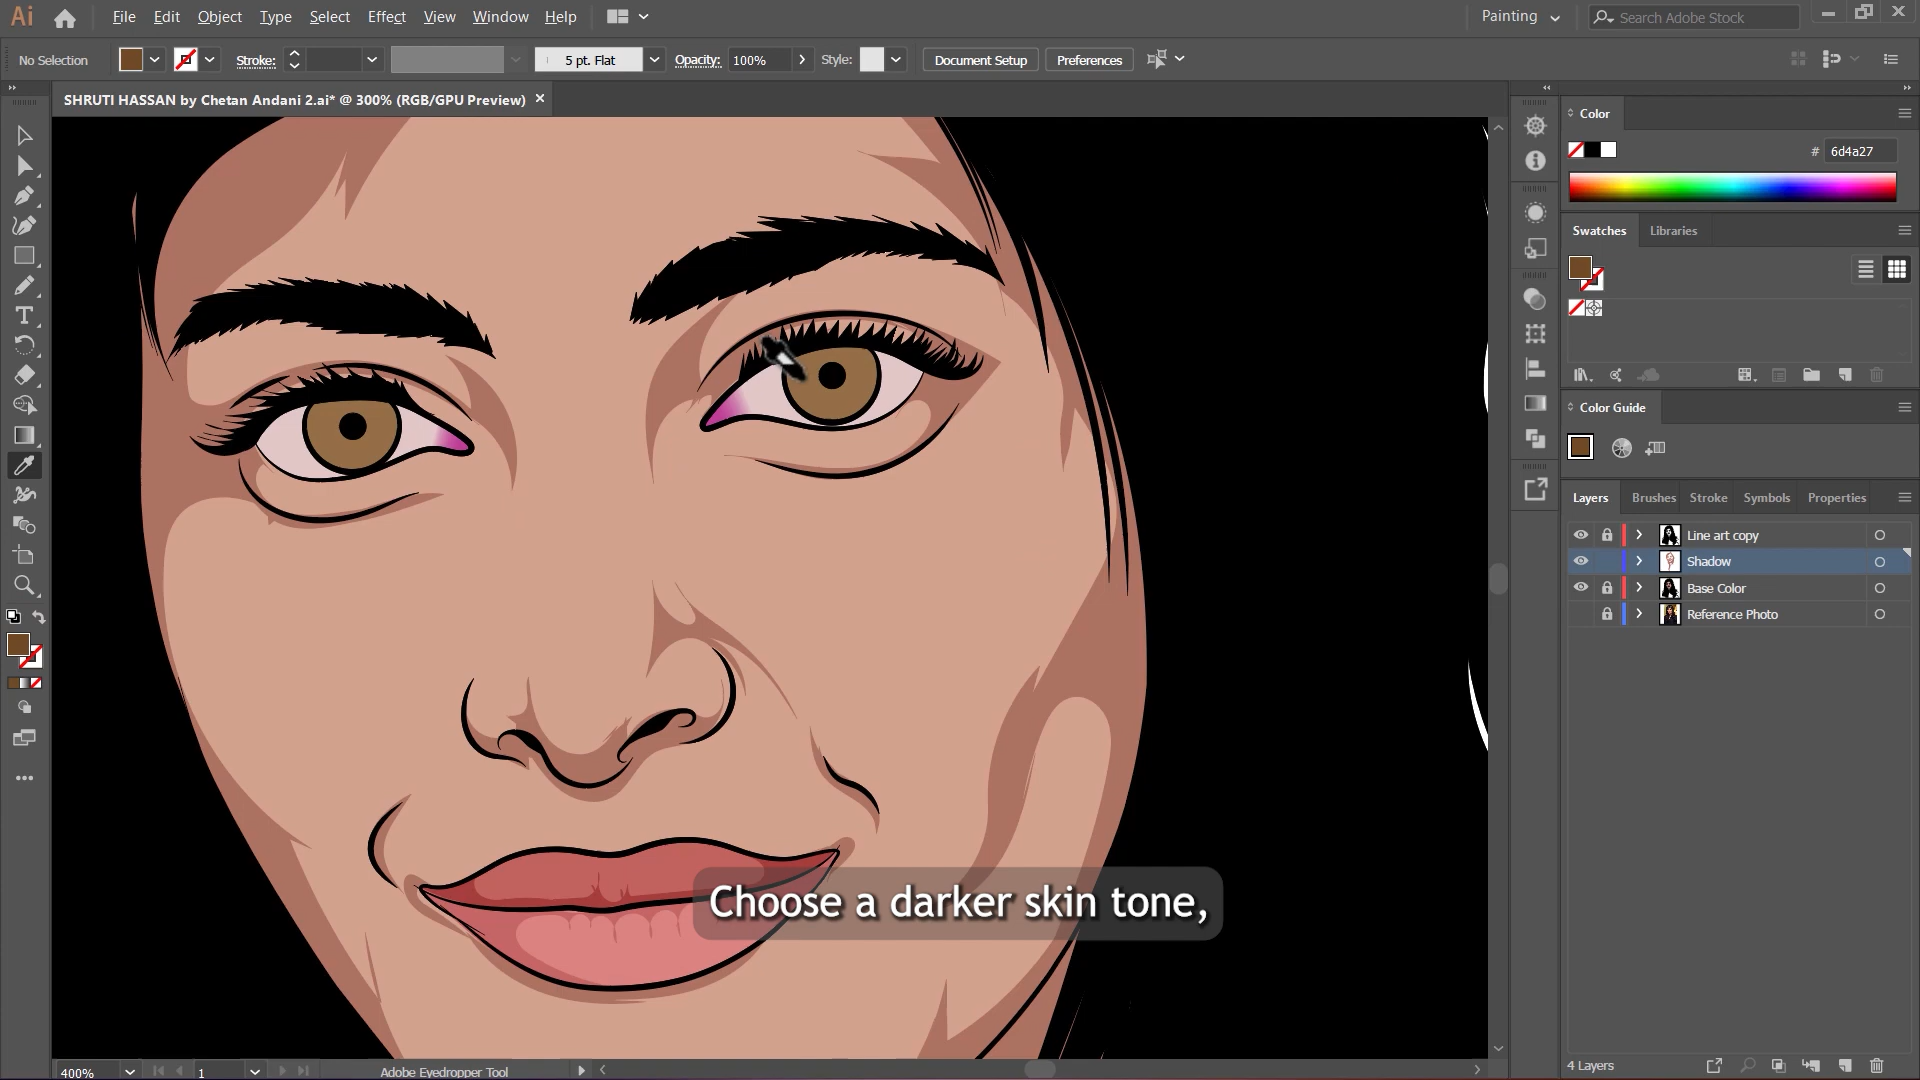 Ai File Edit Object Type Select Effect View Window Help Painting Search Adobe Stock
No Selection Stroke: 5 pt. Flat Opacity: 100% Style: Document Setup Preferences
SHRUTI HASSAN by Chetan Andani 2.ai* @ 300% (RGB/GPU Preview)
Color
# 6d4a27
Swatches Libraries
Color Guide
Layers Brushes Stroke Symbols Properties
Line art copy
Shadow
Base Color
Reference Photo
Choose a darker skin tone,
400% 1 Adobe Eyedropper Tool 4 Layers